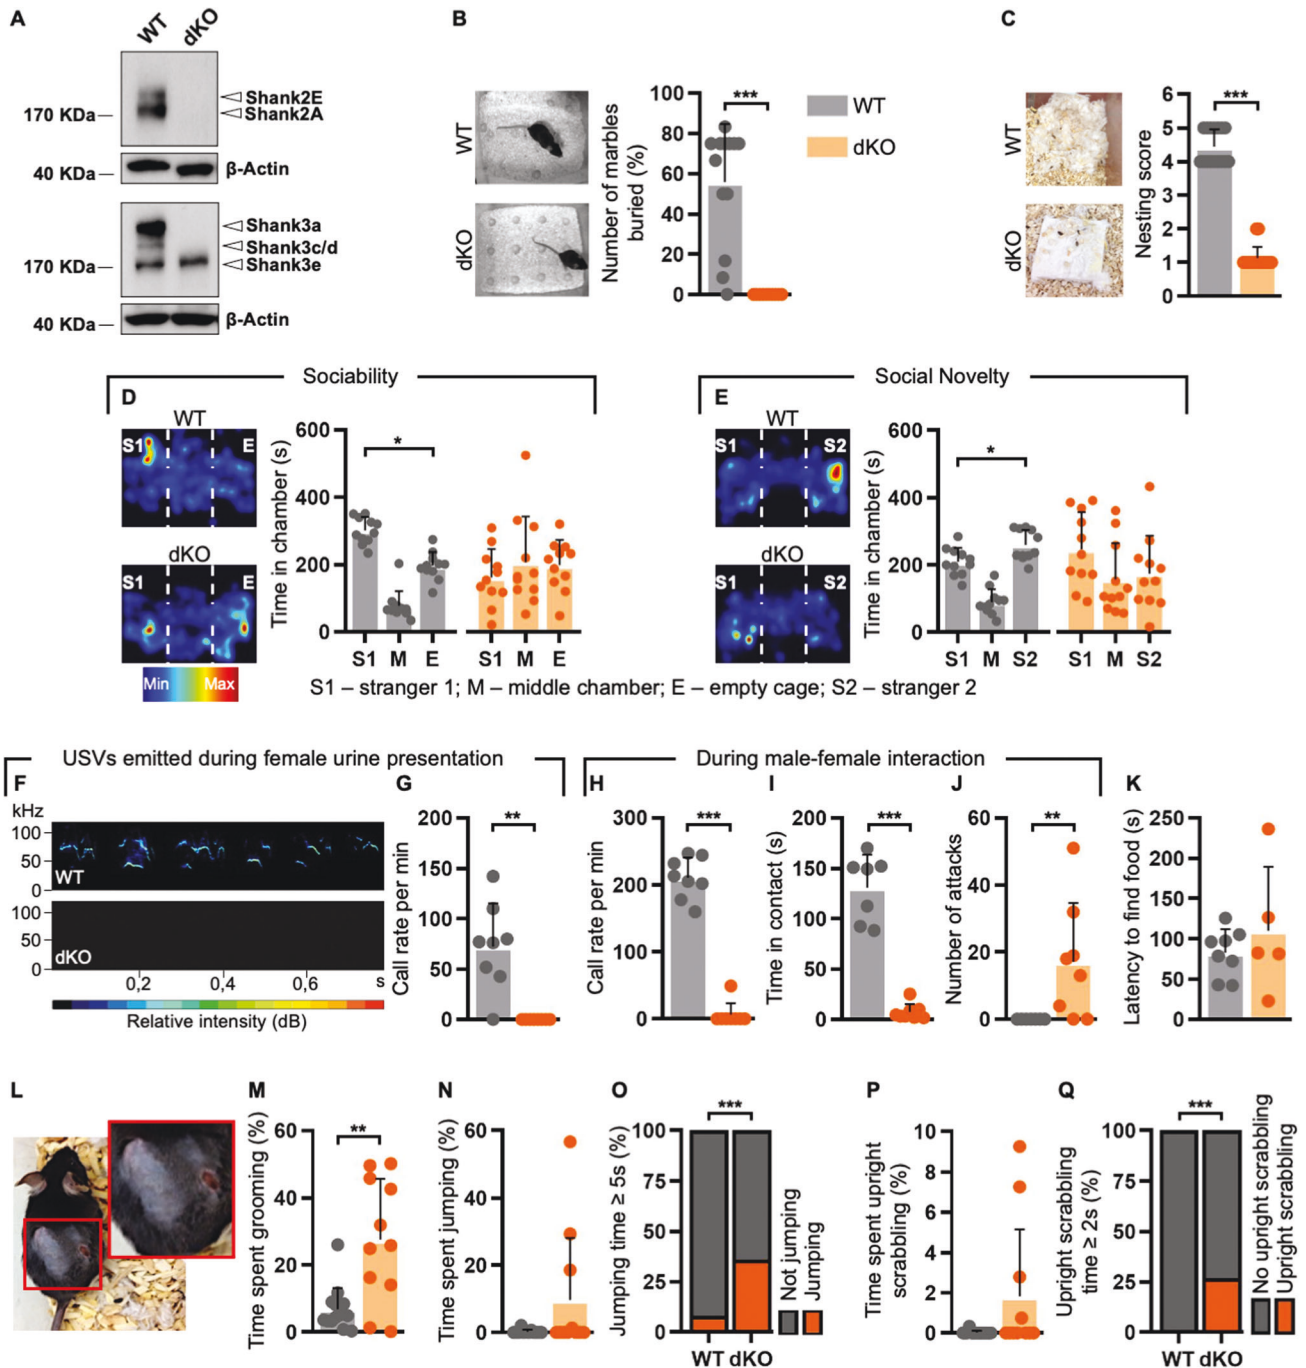 A
WT dKO
170 KDa
Shank2E
Shank2A
40 KDa
β-Actin
Shank3a
Shank3c/d
170 KDa
Shank3e
40 KDa
β-Actin
B
WT
dKO
Number of marbles
buried (%)
100
80
60
40
20
0
***
WT
dKO
C
WT
dKO
Nesting score
6
5
4
3
2
1
0
***
Sociability
D
WT
S1 E
dKO
S1 E
Min Max
Time in chamber (s)
600
400
200
0
*
S1 M E S1 M E
Social Novelty
E
WT
S1 S2
dKO
S1 S2
Time in chamber (s)
600
400
200
0
*
S1 M S2 S1 M S2
S1 – stranger 1; M – middle chamber; E – empty cage; S2 – stranger 2
USVs emitted during female urine presentation
F
kHz
100
50
0
WT
100
50
0
dKO
0,2 0,4 0,6 s
Relative intensity (dB)
G
Call rate per min
200
150
100
50
0
**
During male-female interaction
H
Call rate per min
300
200
100
0
***
I
Time in contact (s)
200
150
100
50
0
***
J
Number of attacks
60
40
20
0
**
K
Latency to find food (s)
250
200
150
100
50
0
L
M
Time spent grooming (%)
60
40
20
0
**
N
Time spent jumping (%)
60
40
20
0
O
Jumping time ≥ 5s (%)
100
75
50
25
0
***
WT dKO
Not jumping
Jumping
P
Time spent upright
scrabbling (%)
10
8
6
4
2
0
Q
Upright scrabbling
time ≥ 2s (%)
100
75
50
25
0
***
WT dKO
No upright scrabbling
Upright scrabbling